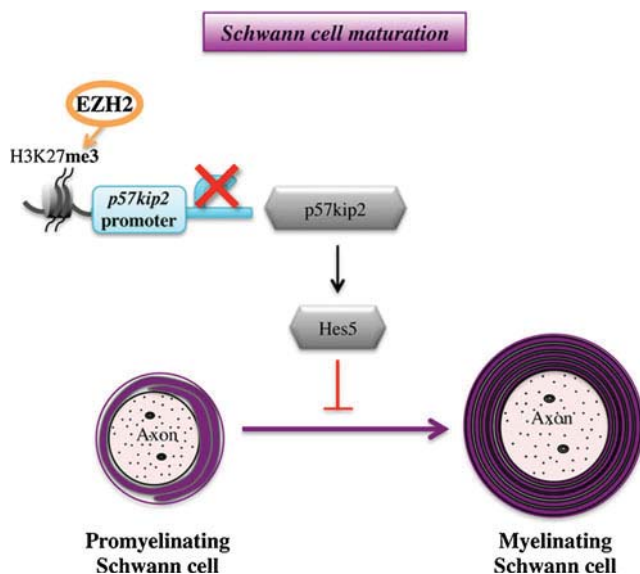 Schwann cell maturation
EZH2
H3K27me3
p57kip2
promoter
p57kip2
Hes5
Axon
Axon
Promyelinating
Schwann cell
Myelinating
Schwann cell